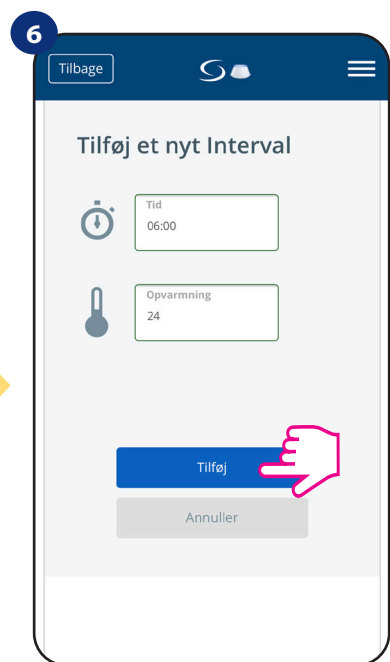 6
Tilbage
Tilføj et nyt Interval
Tid
06:00
Opvarmning
24
Tilføj
Annuller